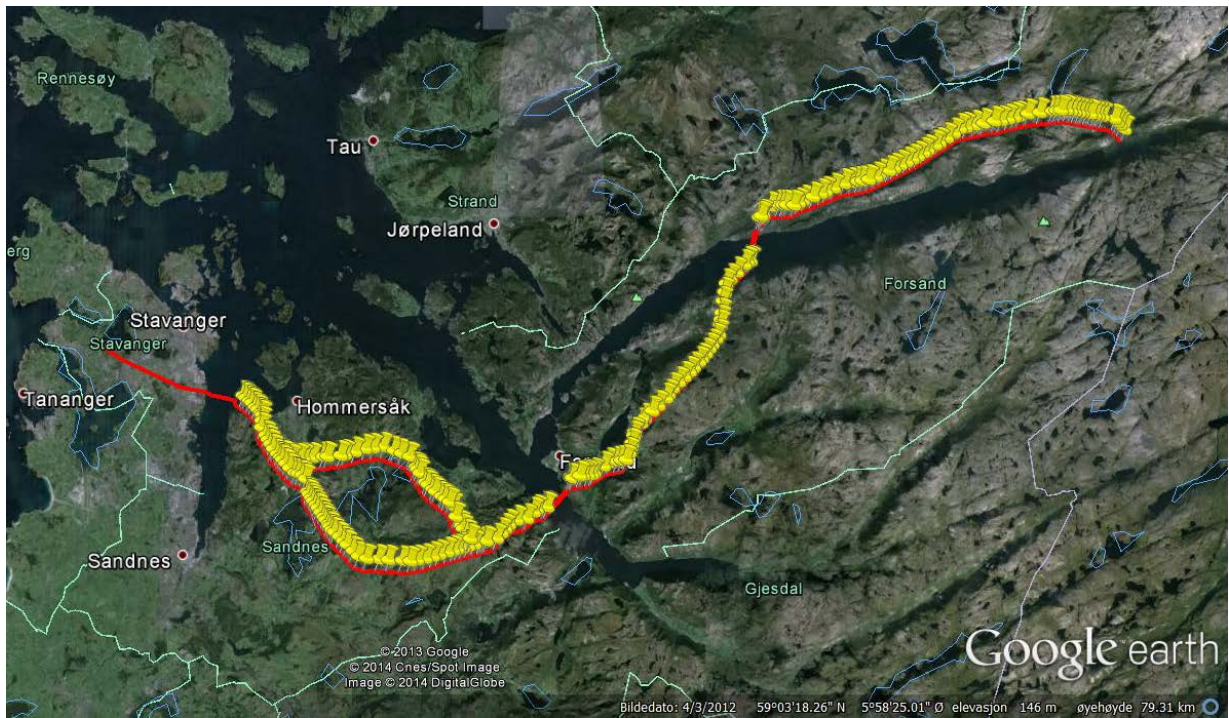 Rennesøy
Tau
Strand
Jørpeland
erg
Forsand
Stavanger
Stavanger
Tananger
Hommersåk
Sandnes
Sandnes
Gjesdal
© 2013 Google
© 2014 Cnes/Spot Image
Image © 2014 DigitalGlobe
Google earth
Bildedato: 4/3/2012 59°03'18.26" N 5°58'25.01" Ø elevasjon 146 m øyehøyde 79.31 km